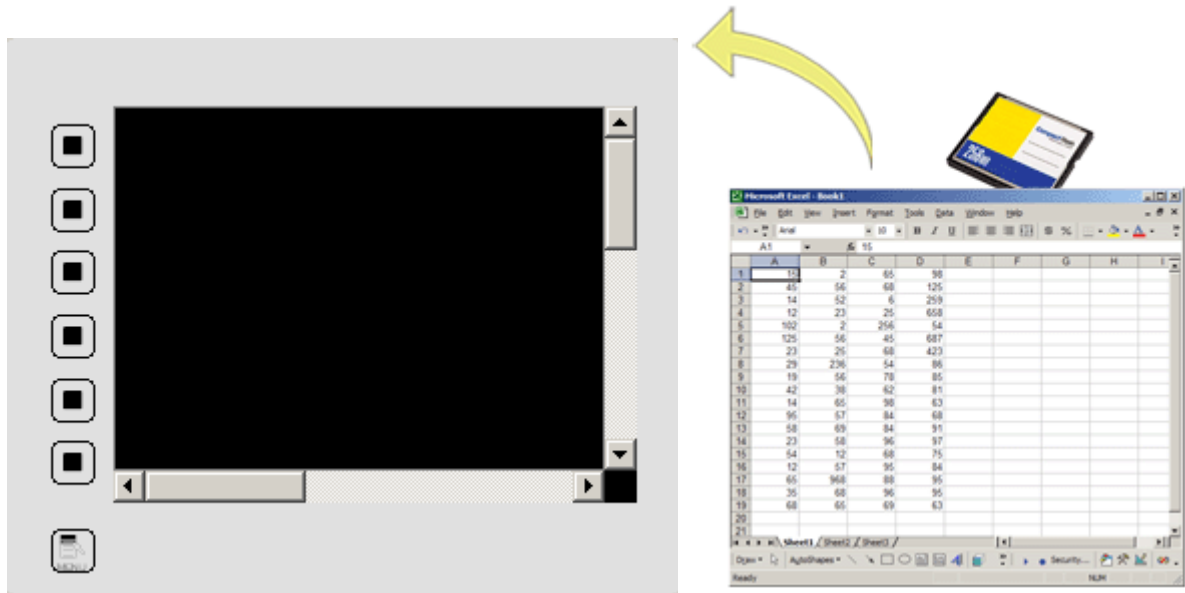 MENU
CompactFlash
Microsoft Excel - Book1
File Edit View Insert Format Tools Data Window Help
Arial 10 B I U $ %
A1 fx 15
A B C D E F G H I
1 15 2 65 98
2 45 56 68 125
3 14 52 6 259
4 12 23 25 658
5 102 2 256 54
6 125 56 45 687
7 23 25 68 423
8 29 236 54 86
9 19 56 78 85
10 42 38 62 81
11 14 65 98 63
12 95 57 84 68
13 58 69 84 91
14 23 58 96 97
15 54 12 68 75
16 12 57 95 84
17 65 968 88 95
18 35 68 96 95
19 68 65 69 63
20
21
Sheet1 Sheet2 Sheet3
Draw AutoShapes Security...
Ready NUM